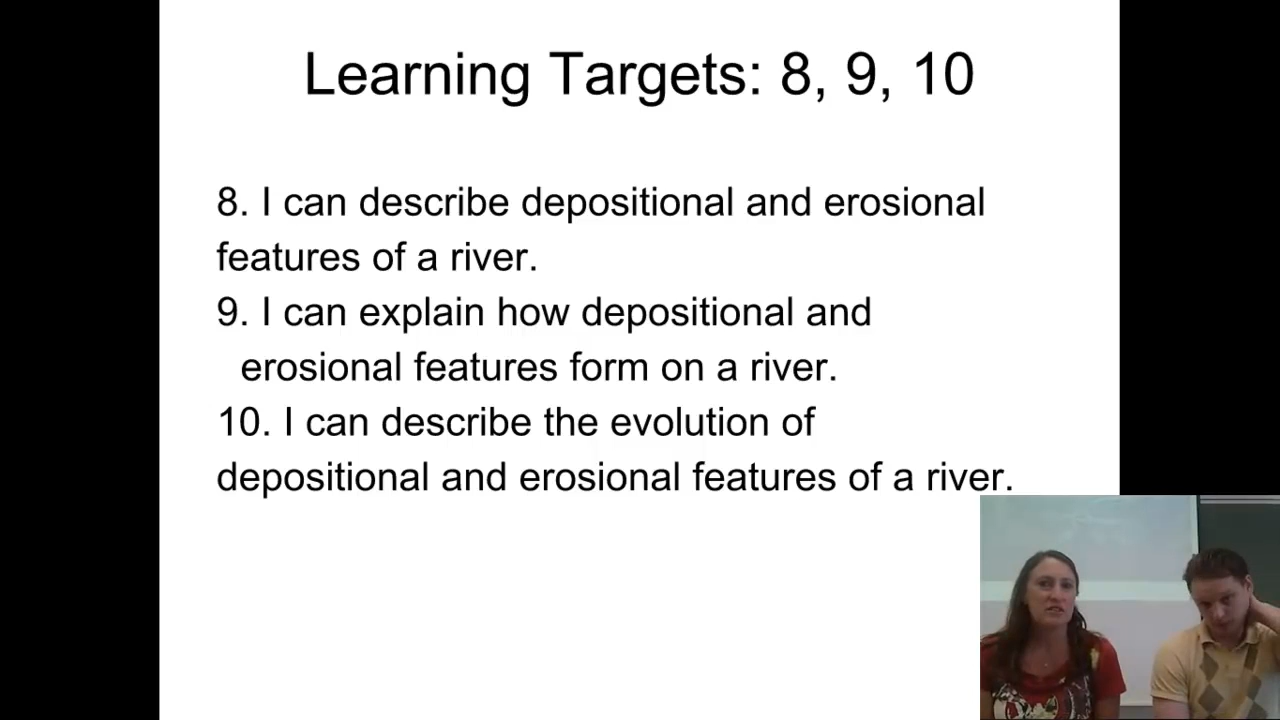 Learning Targets: 8, 9, 10
8. I can describe depositional and erosional
features of a river.
9. I can explain how depositional and
erosional features form on a river.
10. I can describe the evolution of
depositional and erosional features of a river.